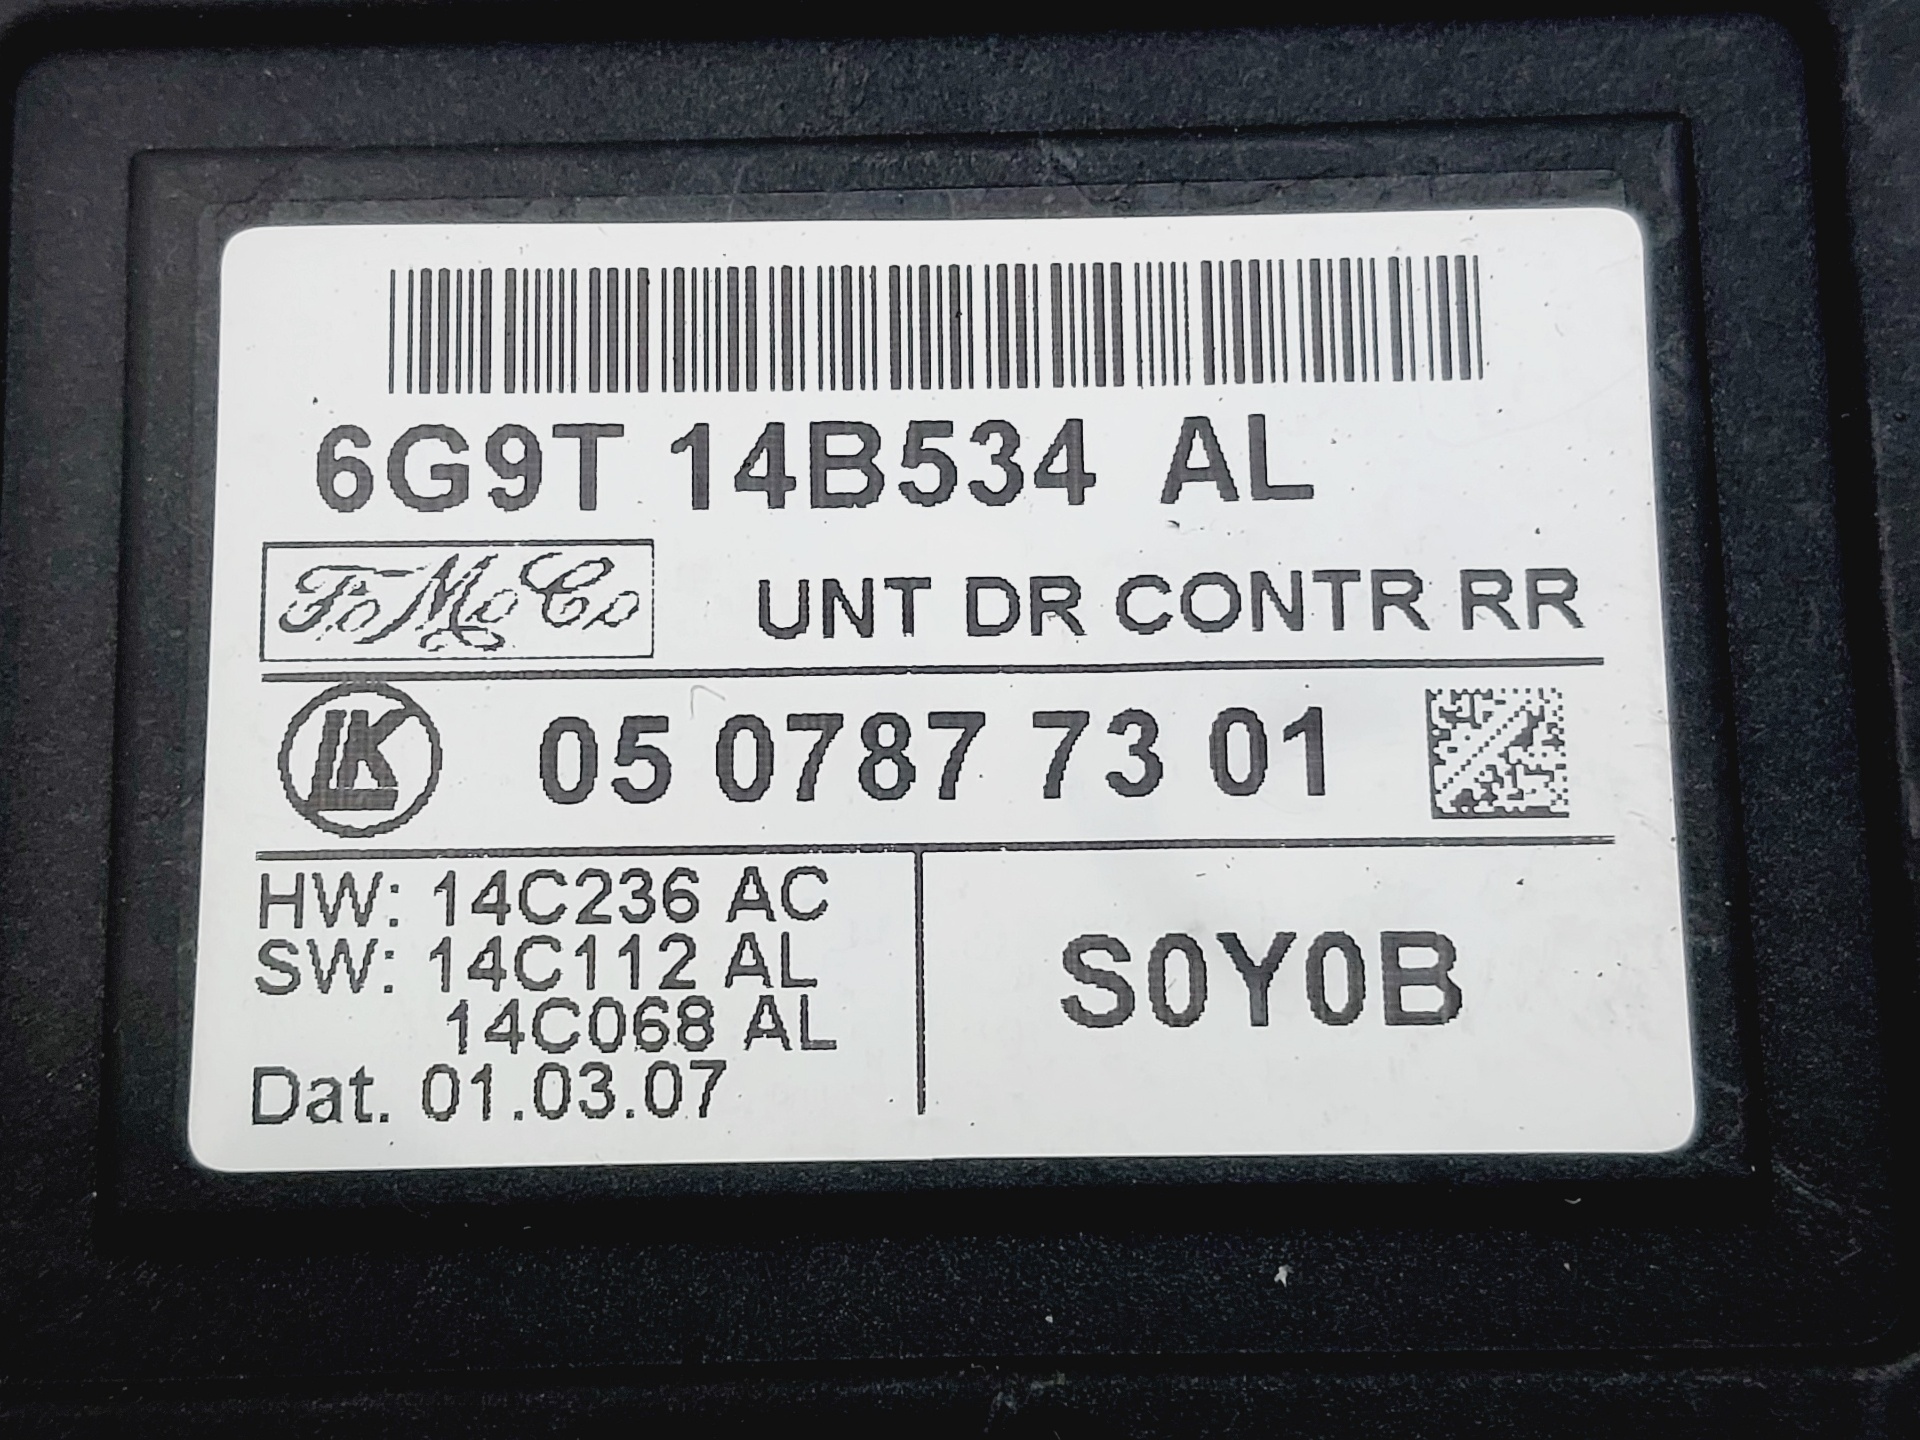 6G9T 14B534 AL
FoMoCo UNT DR CONTR RR
LK 05 0787 73 01
HW: 14C236 AC
SW: 14C112 AL
14C068 AL
Dat. 01.03.07
S0Y0B